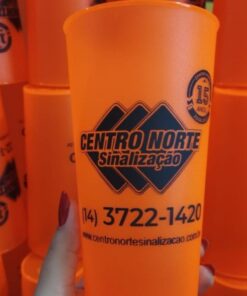 CENTRO NORTE
Sinalização
(14) 3722-1420
www.centronortesinalizacao.com.br